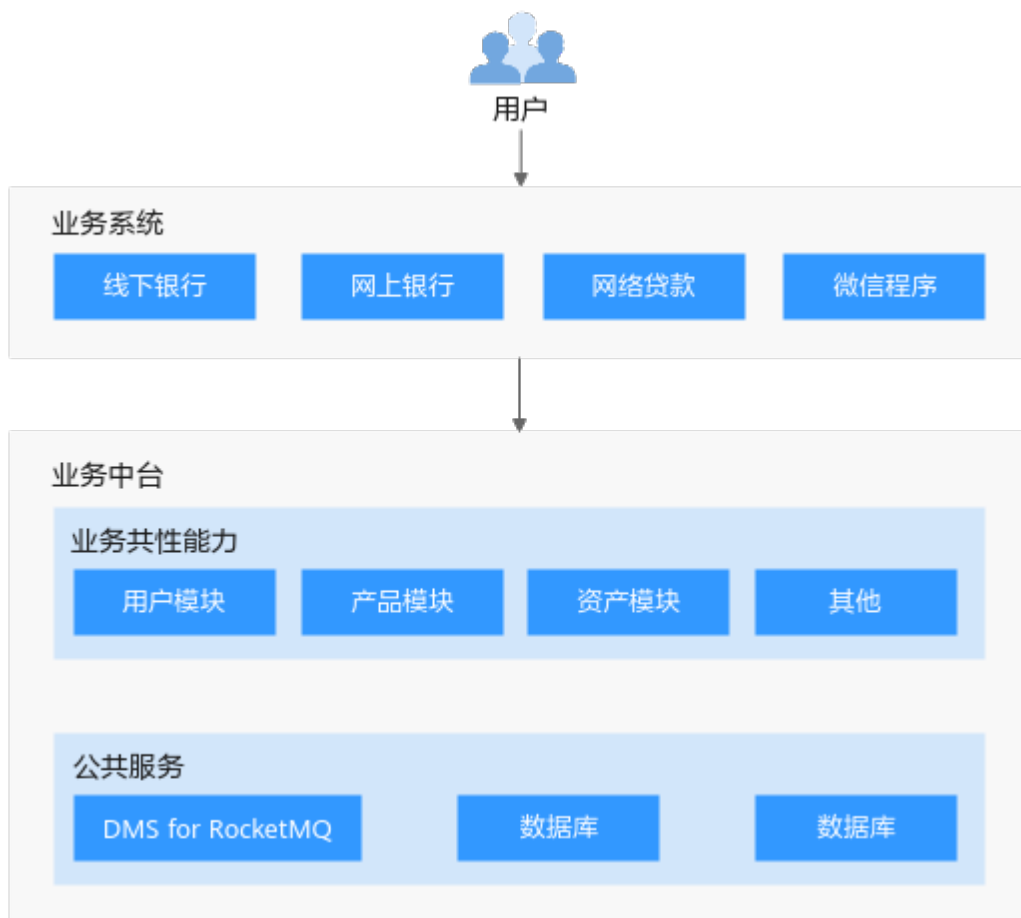 用户
业务系统
线下银行 网上银行 网络贷款 微信程序
业务中台
业务共性能力
用户模块 产品模块 资产模块 其他
公共服务
DMS for RocketMQ 数据库 数据库